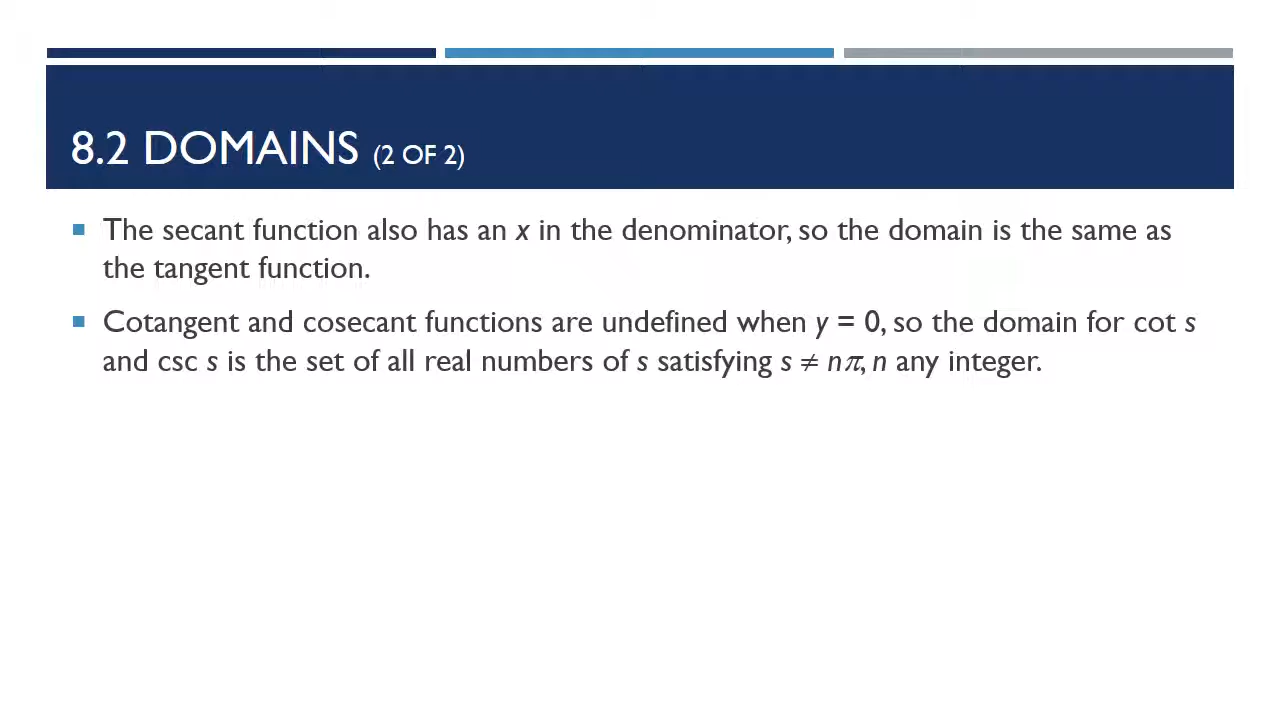 8.2 DOMAINS (2 OF 2)
The secant function also has an x in the denominator, so the domain is the same as
the tangent function.
Cotangent and cosecant functions are undefined when y = 0, so the domain for cot s
and csc s is the set of all real numbers of s satisfying s ≠ nπ, n any integer.